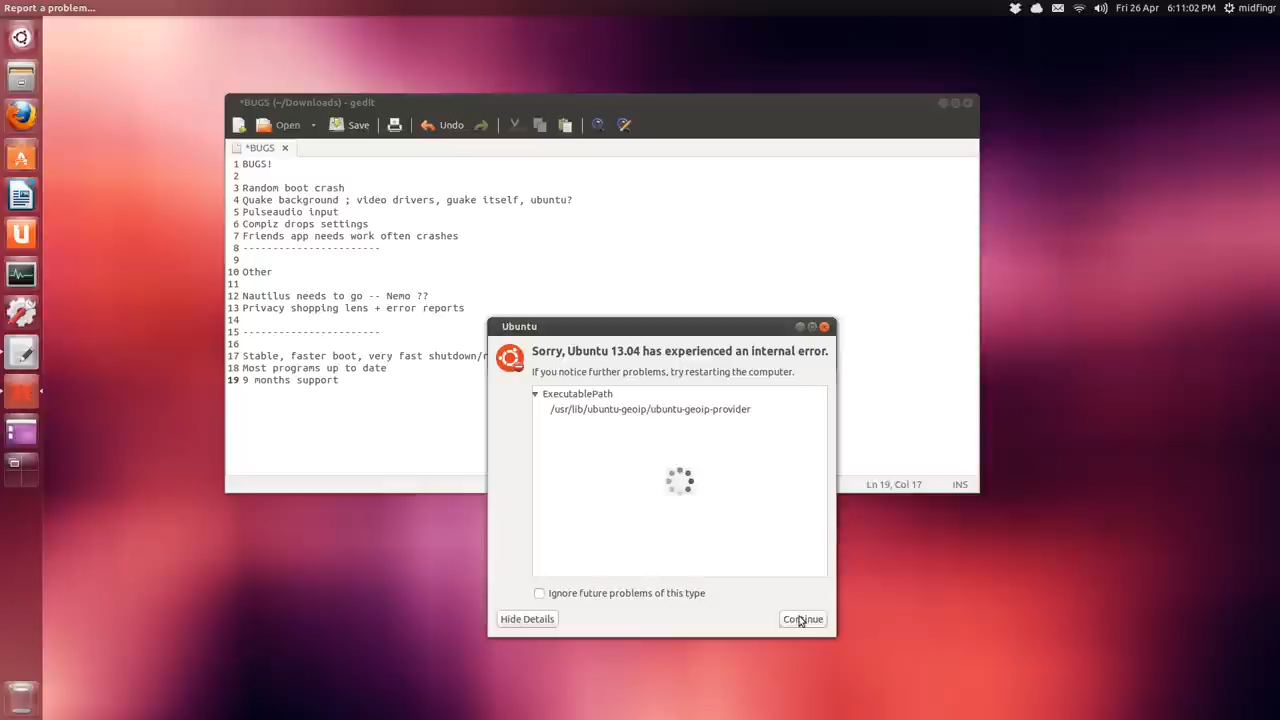 Report a problem...
Fri 26 Apr 6:11:02 PM midfingr
*BUGS (~/Downloads) - gedit
Open Save Undo
*BUGS
1 BUGS!
2
3 Random boot crash
4 Quake background ; video drivers, guake itself, ubuntu?
5 Pulseaudio input
6 Compiz drops settings
7 Friends app needs work often crashes
8 -----------------------
9
10 Other
11
12 Nautilus needs to go -- Nemo ??
13 Privacy shopping lens + error reports
14
15 -----------------------
16
17 Stable, faster boot, very fast shutdown/r
18 Most programs up to date
19 9 months support
Ln 19, Col 17 INS
Ubuntu
Sorry, Ubuntu 13.04 has experienced an internal error.
If you notice further problems, try restarting the computer.
ExecutablePath
/usr/lib/ubuntu-geoip/ubuntu-geoip-provider
Ignore future problems of this type
Hide Details Continue